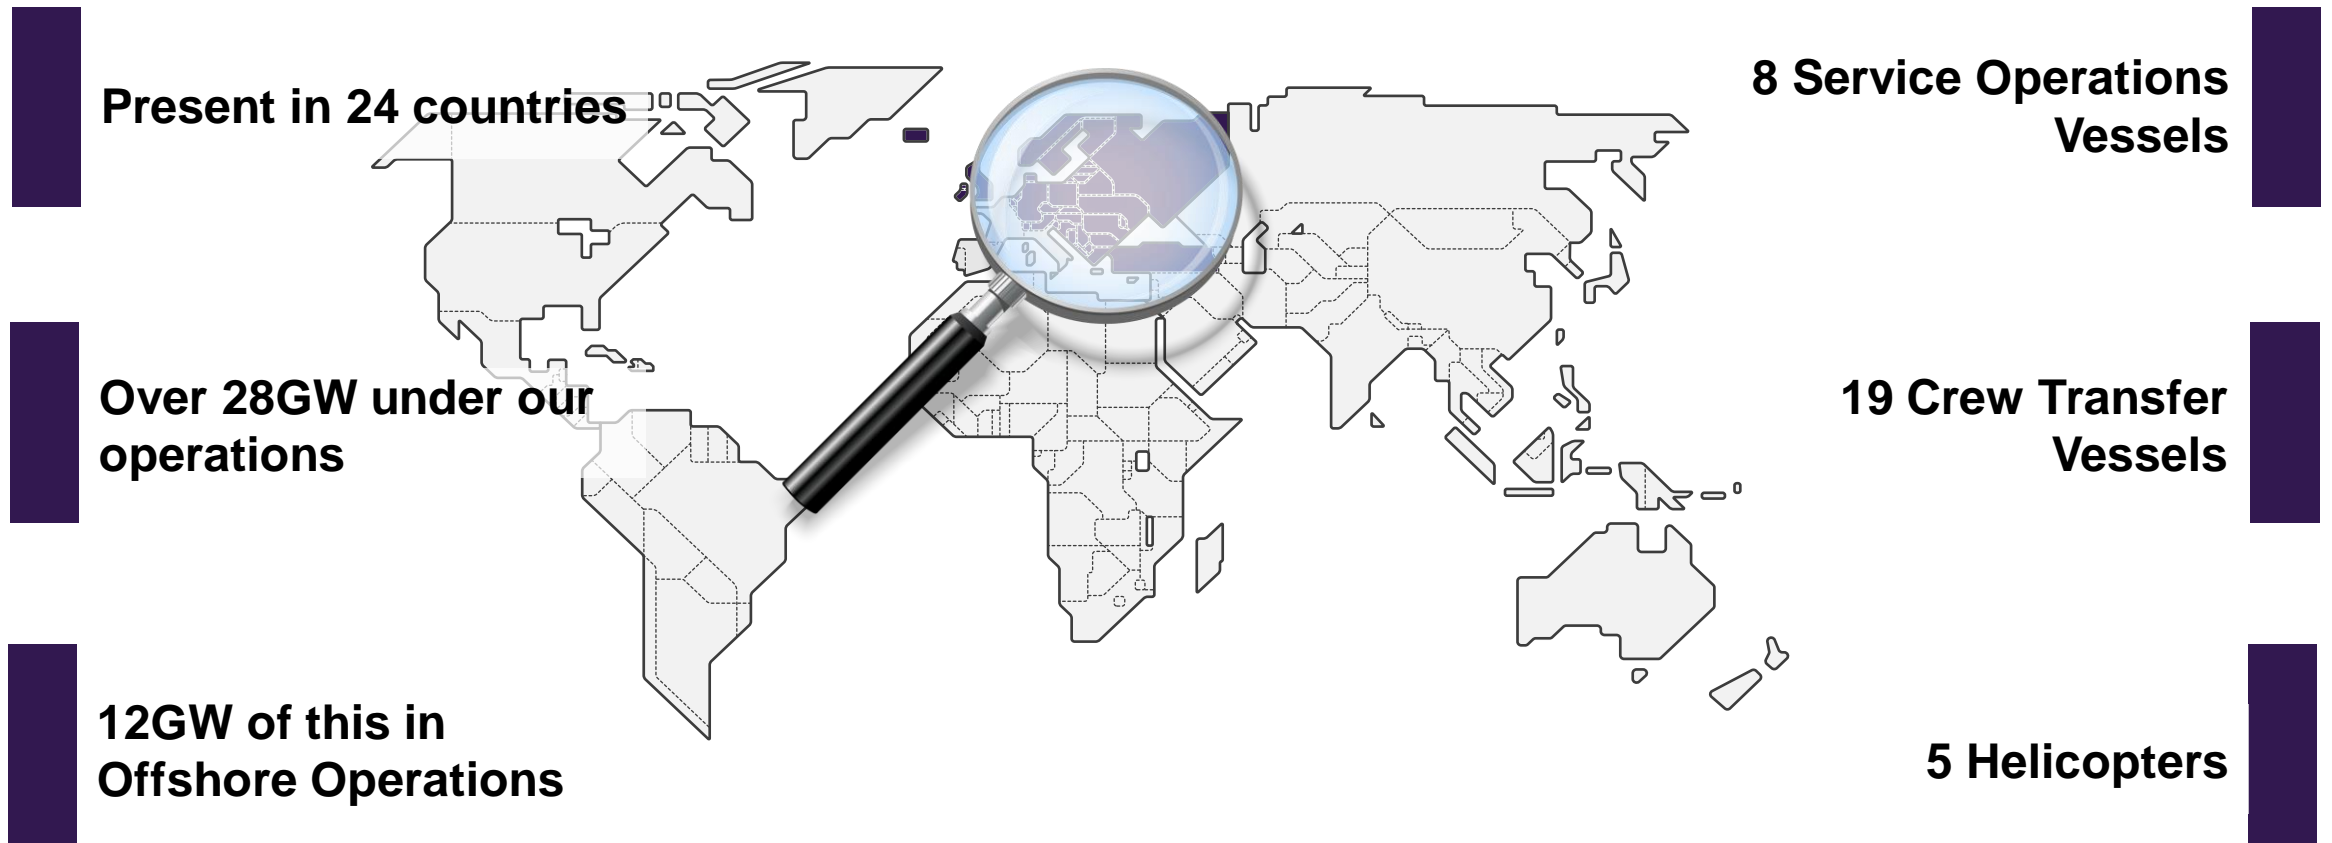 Present in 24 countries
Over 28GW under our
operations
12GW of this in
Offshore Operations
8 Service Operations
Vessels
19 Crew Transfer
Vessels
5 Helicopters